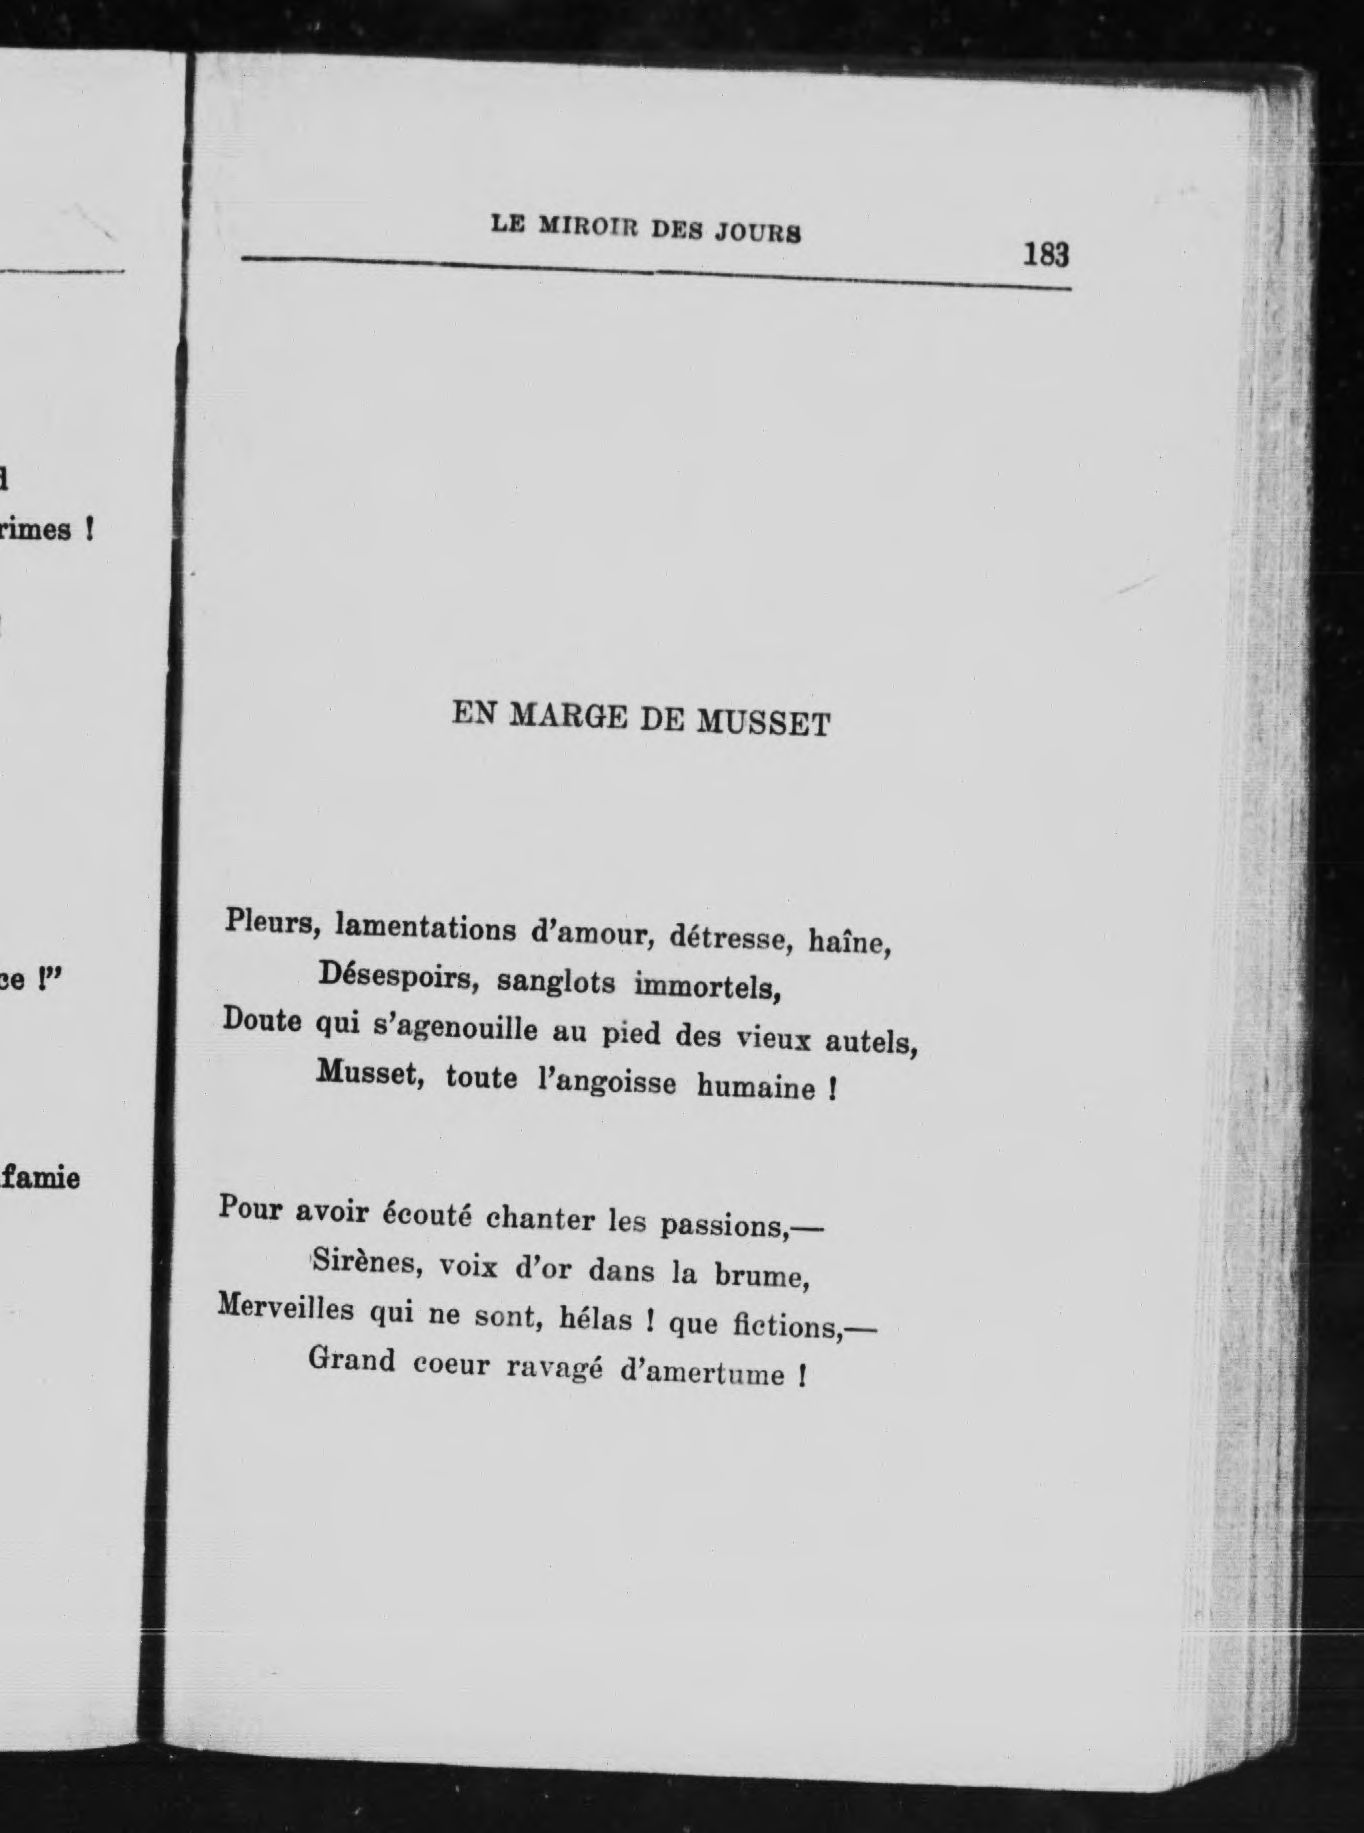 rimes !
ce !”
famie
LE MIROIR DES JOURS
183
EN MARGE DE MUSSET
Pleurs, lamentations d’amour, détresse, haîne,
Désespoirs, sanglots immortels,
Doute qui s’agenouille au pied des vieux autels,
Musset, toute l’angoisse humaine !
Pour avoir écouté chanter les passions,—
Sirènes, voix d’or dans la brume,
Merveilles qui ne sont, hélas ! que fictions,—
Grand coeur ravagé d’amertume !